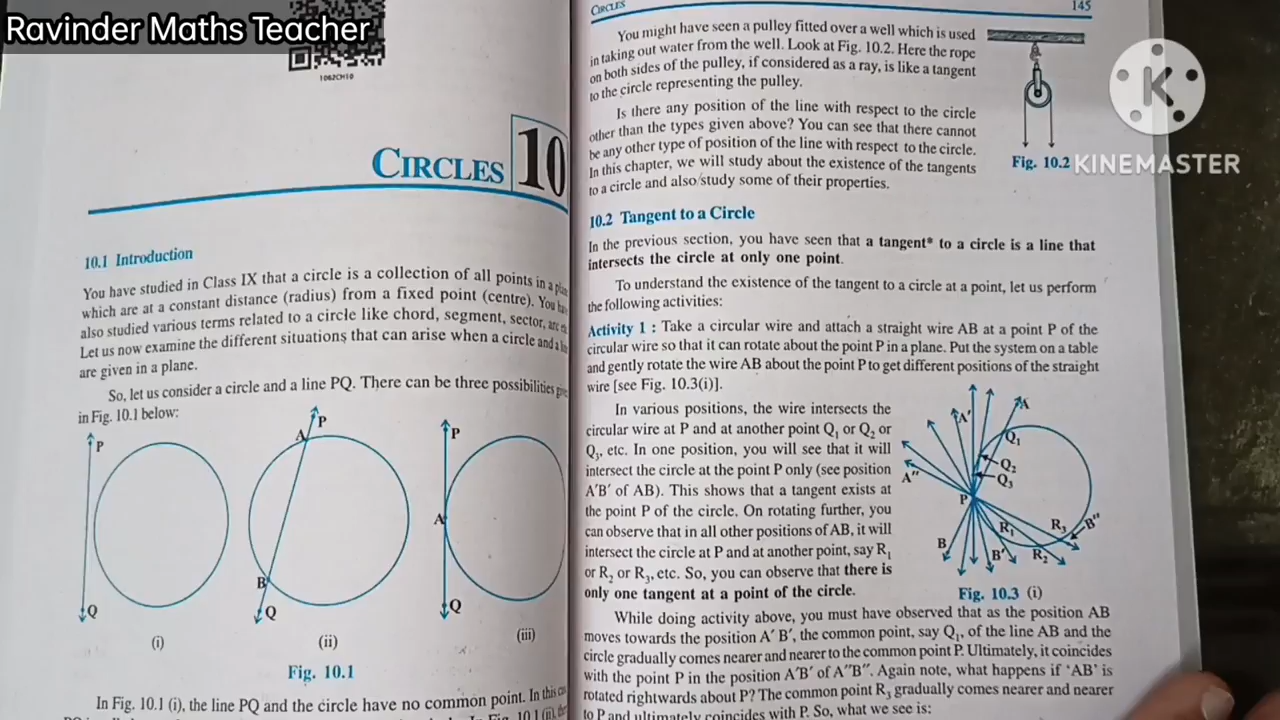 Ravinder Maths Teacher
1062CH10
CIRCLES 10
10.1 Introduction
You have studied in Class IX that a circle is a collection of all points in a
which are at a constant distance (radius) from a fixed point (centre). You
also studied various terms related to a circle like chord, segment, sector, arc
Let us now examine the different situations that can arise when a circle and a
are given in a plane.
So, let us consider a circle and a line PQ. There can be three possibilities
in Fig. 10.1 below:
P
Q
(i)
P
A
B
Q
(ii)
P
A
Q
(iii)
Fig. 10.1
In Fig. 10.1 (i), the line PQ and the circle have no common point. In this
CIRCLES 145
You might have seen a pulley fitted over a well which is used
in taking out water from the well. Look at Fig. 10.2. Here the rope
on both sides of the pulley, if considered as a ray, is like a tangent
to the circle representing the pulley.
Is there any position of the line with respect to the circle
other than the types given above? You can see that there cannot
be any other type of position of the line with respect to the circle.
In this chapter, we will study about the existence of the tangents
to a circle and also study some of their properties.
Fig. 10.2
KINEMASTER
10.2 Tangent to a Circle
In the previous section, you have seen that a tangent* to a circle is a line that
intersects the circle at only one point.
To understand the existence of the tangent to a circle at a point, let us perform
the following activities:
Activity 1 : Take a circular wire and attach a straight wire AB at a point P of the
circular wire so that it can rotate about the point P in a plane. Put the system on a table
and gently rotate the wire AB about the point P to get different positions of the straight
wire [see Fig. 10.3(i)].
In various positions, the wire intersects the
circular wire at P and at another point Q₁ or Q₂ or
Q₃, etc. In one position, you will see that it will
intersect the circle at the point P only (see position
A′B′ of AB). This shows that a tangent exists at
the point P of the circle. On rotating further, you
can observe that in all other positions of AB, it will
intersect the circle at P and at another point, say R₁
or R₂ or R₃, etc. So, you can observe that there is
only one tangent at a point of the circle.
A′
A
Q₁
Q₂
Q₃
A″
P
R₁
R₃
B″
B
B′
R₂
Fig. 10.3 (i)
While doing activity above, you must have observed that as the position AB
moves towards the position A′ B′, the common point, say Q₁, of the line AB and the
circle gradually comes nearer and nearer to the common point P. Ultimately, it coincides
with the point P in the position A′B′ of A″B″. Again note, what happens if ‘AB’ is
rotated rightwards about P? The common point R₃ gradually comes nearer and nearer
to P and ultimately coincides with P. So, what we see is: